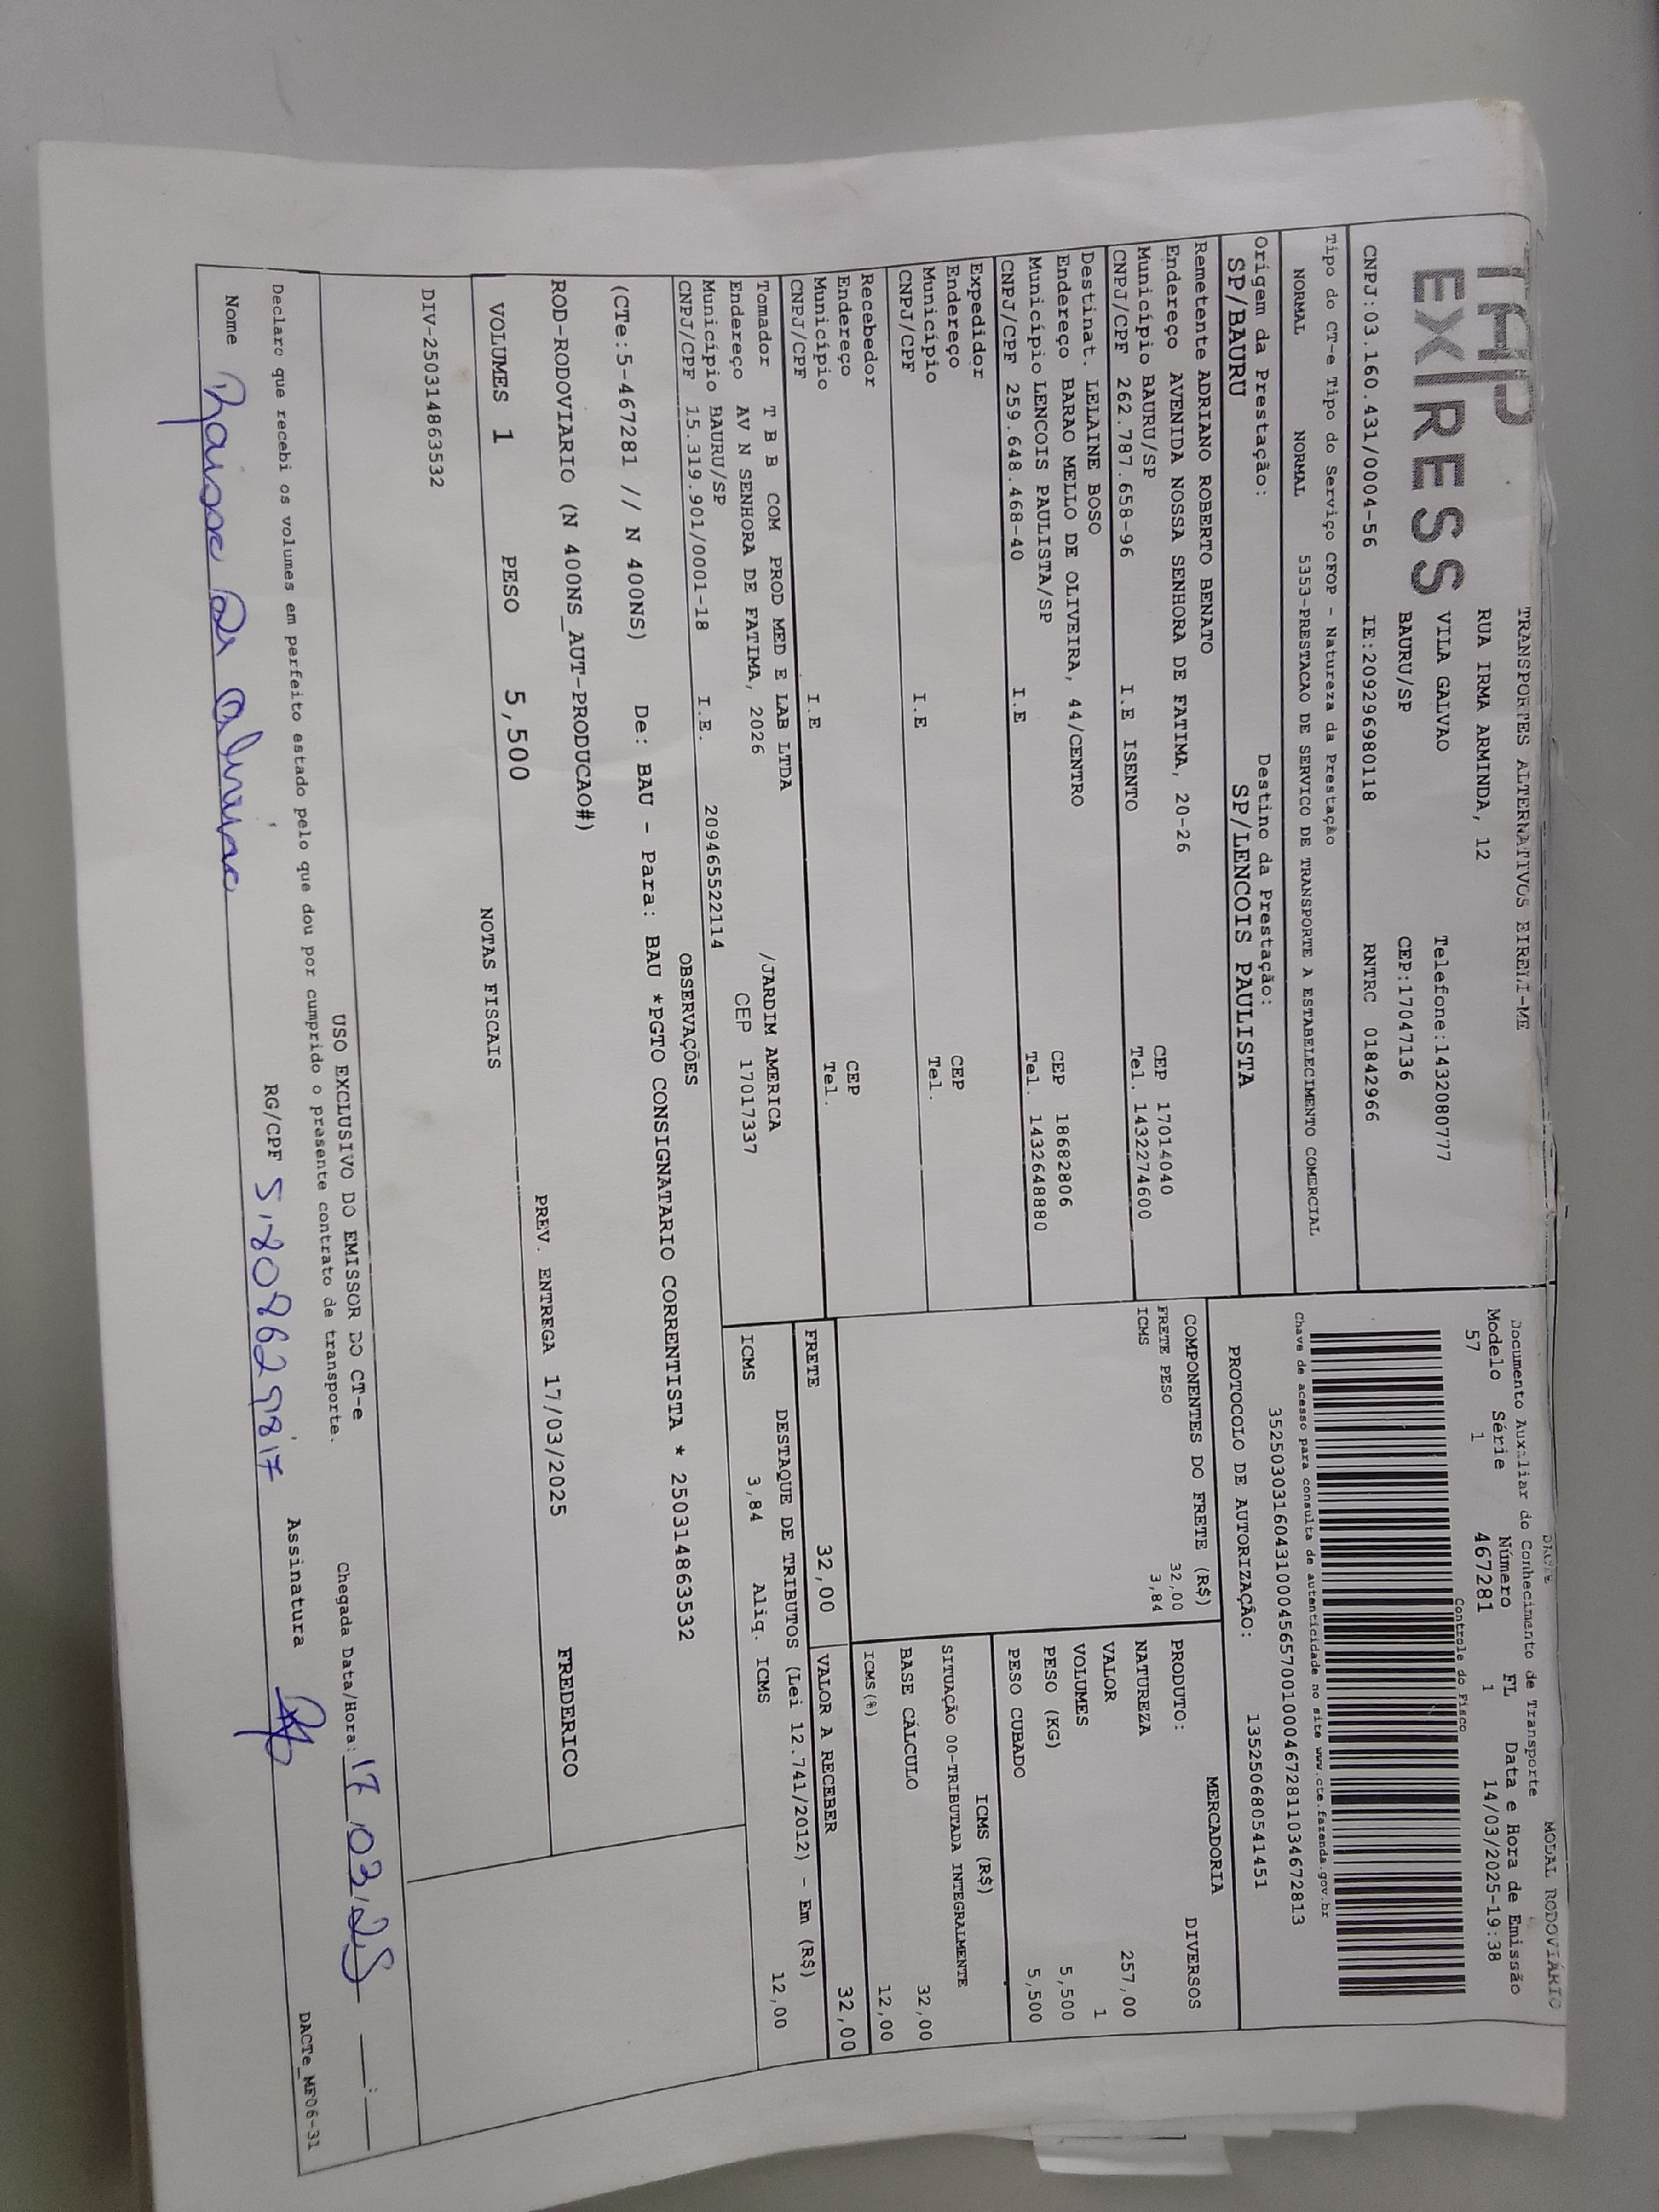 TAP EXPRESS
TRANSPORTES ALTERNATIVOS EIRELI-ME
RUA IRMA ARMINDA, 12
VILA GALVAO Telefone:1432080777
BAURU/SP CEP:17047136
CNPJ:03.160.431/0004-56 IE:209296980118 RNTRC 01842966
DACTE MODAL RODOVIÁRIO
Documento Auxiliar do Conhecimento de Transporte
Modelo Série Número FL Data e Hora de Emissão
57 1 467281 1 14/03/2025-19:38
Controle do Fisco
Chave de acesso para consulta de autenticidade no site www.cte.fazenda.gov.br
35250303160431000456570010004672811034672813
PROTOCOLO DE AUTORIZAÇÃO: 135250680541451
Tipo do CT-e Tipo do Serviço CFOP - Natureza da Prestação
NORMAL NORMAL 5353-PRESTACAO DE SERVICO DE TRANSPORTE A ESTABELECIMENTO COMERCIAL
Origem da Prestação: Destino da Prestação:
SP/BAURU SP/LENCOIS PAULISTA
Remetente ADRIANO ROBERTO BENATO
Endereço AVENIDA NOSSA SENHORA DE FATIMA, 20-26 CEP 17014040
Município BAURU/SP Tel. 1432274600
CNPJ/CPF 262.787.658-96 I.E ISENTO
Destinat. LELAINE BOSO
Endereço BARAO MELLO DE OLIVEIRA, 44/CENTRO CEP 18682806
Município LENCOIS PAULISTA/SP Tel. 1432648880
CNPJ/CPF 259.648.468-40 I.E
Expedidor
Endereço CEP
Município Tel.
CNPJ/CPF I.E
Recebedor
Endereço CEP
Município Tel.
CNPJ/CPF I.E
Tomador T B B COM PROD MED E LAB LTDA /JARDIM AMERICA
Endereço AV N SENHORA DE FATIMA, 2026 CEP 17017337
Município BAURU/SP
CNPJ/CPF 15.319.901/0001-18 I.E. 209465522114
COMPONENTES DO FRETE (R$)
FRETE PESO 32,00
ICMS 3,84
MERCADORIA
PRODUTO: DIVERSOS
NATUREZA
VALOR 257,00
VOLUMES 1
PESO (KG) 5,500
PESO CUBADO 5,500
ICMS (R$)
SITUAÇÃO 00-TRIBUTADA INTEGRALMENTE
BASE CÁLCULO 32,00
ICMS(%) 12,00
FRETE 32,00 VALOR A RECEBER 32,00
DESTAQUE DE TRIBUTOS (Lei 12.741/2012) - Em (R$)
ICMS 3,84 Aliq. ICMS 12,00
OBSERVAÇÕES
(CTe:5-467281 // N 400NS) De: BAU - Para: BAU *PGTO CONSIGNATARIO CORRENTISTA * 250314863532
ROD-RODOVIARIO (N 400NS_AUT-PRODUCAO#)
PREV. ENTREGA 17/03/2025 FREDERICO
VOLUMES 1 PESO 5,500
NOTAS FISCAIS
DIV-250314863532
USO EXCLUSIVO DO EMISSOR DO CT-e
Chegada Data/Hora: 17/03/25 __:__
Declaro que recebi os volumes em perfeito estado pelo que dou por cumprido o presente contrato de transporte.
Nome RG/CPF Assinatura
DACTe_MF06-31